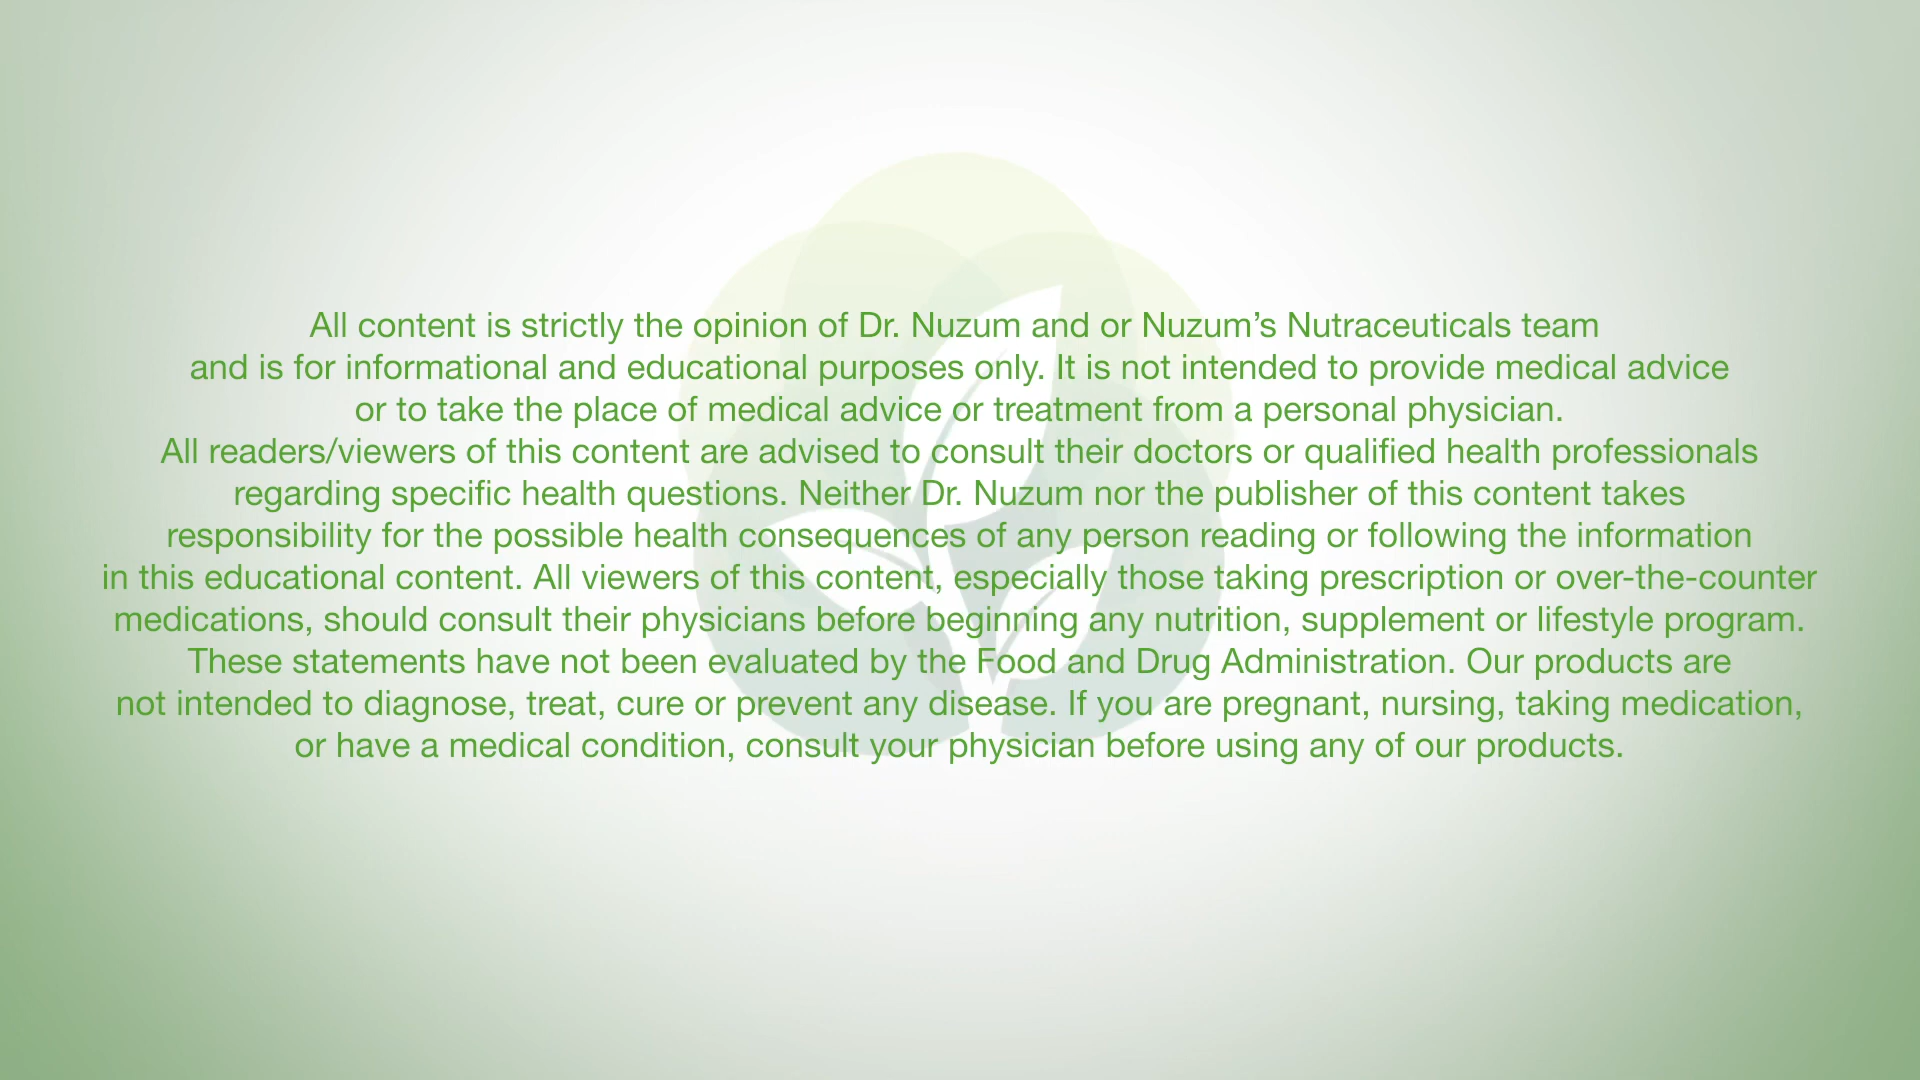 All content is strictly the opinion of Dr. Nuzum and or Nuzum’s Nutraceuticals team
and is for informational and educational purposes only. It is not intended to provide medical advice
or to take the place of medical advice or treatment from a personal physician.
All readers/viewers of this content are advised to consult their doctors or qualified health professionals
regarding specific health questions. Neither Dr. Nuzum nor the publisher of this content takes
responsibility for the possible health consequences of any person reading or following the information
in this educational content. All viewers of this content, especially those taking prescription or over-the-counter
medications, should consult their physicians before beginning any nutrition, supplement or lifestyle program.
These statements have not been evaluated by the Food and Drug Administration. Our products are
not intended to diagnose, treat, cure or prevent any disease. If you are pregnant, nursing, taking medication,
or have a medical condition, consult your physician before using any of our products.